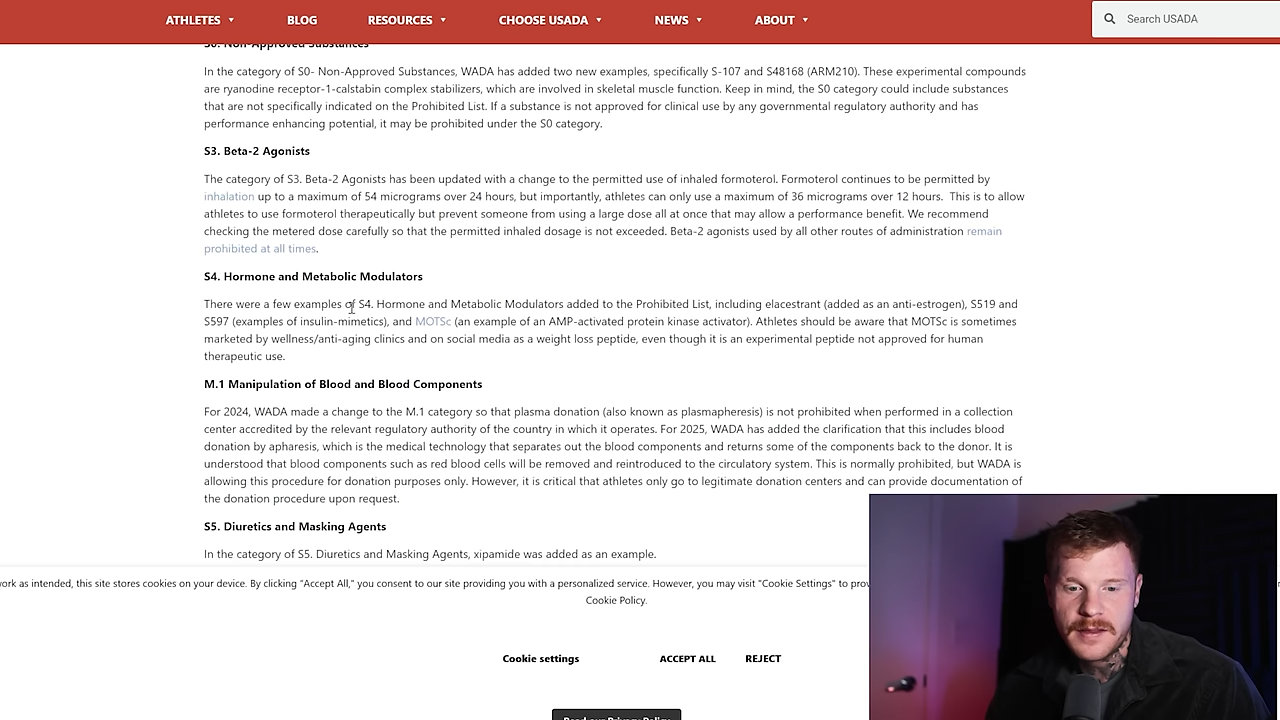 ATHLETES BLOG RESOURCES CHOOSE USADA NEWS ABOUT Search USADA
S0. Non-Approved Substances
In the category of S0- Non-Approved Substances, WADA has added two new examples, specifically S-107 and S48168 (ARM210). These experimental compounds
are ryanodine receptor-1-calstabin complex stabilizers, which are involved in skeletal muscle function. Keep in mind, the S0 category could include substances
that are not specifically indicated on the Prohibited List. If a substance is not approved for clinical use by any governmental regulatory authority and has
performance enhancing potential, it may be prohibited under the S0 category.
S3. Beta-2 Agonists
The category of S3. Beta-2 Agonists has been updated with a change to the permitted use of inhaled formoterol. Formoterol continues to be permitted by
inhalation up to a maximum of 54 micrograms over 24 hours, but importantly, athletes can only use a maximum of 36 micrograms over 12 hours. This is to allow
athletes to use formoterol therapeutically but prevent someone from using a large dose all at once that may allow a performance benefit. We recommend
checking the metered dose carefully so that the permitted inhaled dosage is not exceeded. Beta-2 agonists used by all other routes of administration remain
prohibited at all times.
S4. Hormone and Metabolic Modulators
There were a few examples of S4. Hormone and Metabolic Modulators added to the Prohibited List, including elacestrant (added as an anti-estrogen), S519 and
S597 (examples of insulin-mimetics), and MOTSc (an example of an AMP-activated protein kinase activator). Athletes should be aware that MOTSc is sometimes
marketed by wellness/anti-aging clinics and on social media as a weight loss peptide, even though it is an experimental peptide not approved for human
therapeutic use.
M.1 Manipulation of Blood and Blood Components
For 2024, WADA made a change to the M.1 category so that plasma donation (also known as plasmapheresis) is not prohibited when performed in a collection
center accredited by the relevant regulatory authority of the country in which it operates. For 2025, WADA has added the clarification that this includes blood
donation by apharesis, which is the medical technology that separates out the blood components and returns some of the components back to the donor. It is
understood that blood components such as red blood cells will be removed and reintroduced to the circulatory system. This is normally prohibited, but WADA is
allowing this procedure for donation purposes only. However, it is critical that athletes only go to legitimate donation centers and can provide documentation of
the donation procedure upon request.
S5. Diuretics and Masking Agents
In the category of S5. Diuretics and Masking Agents, xipamide was added as an example.
work as intended, this site stores cookies on your device. By clicking "Accept All," you consent to our site providing you with a personalized service. However, you may visit "Cookie Settings" to
Cookie Policy.
Cookie settings ACCEPT ALL REJECT
Read our Privacy Policy